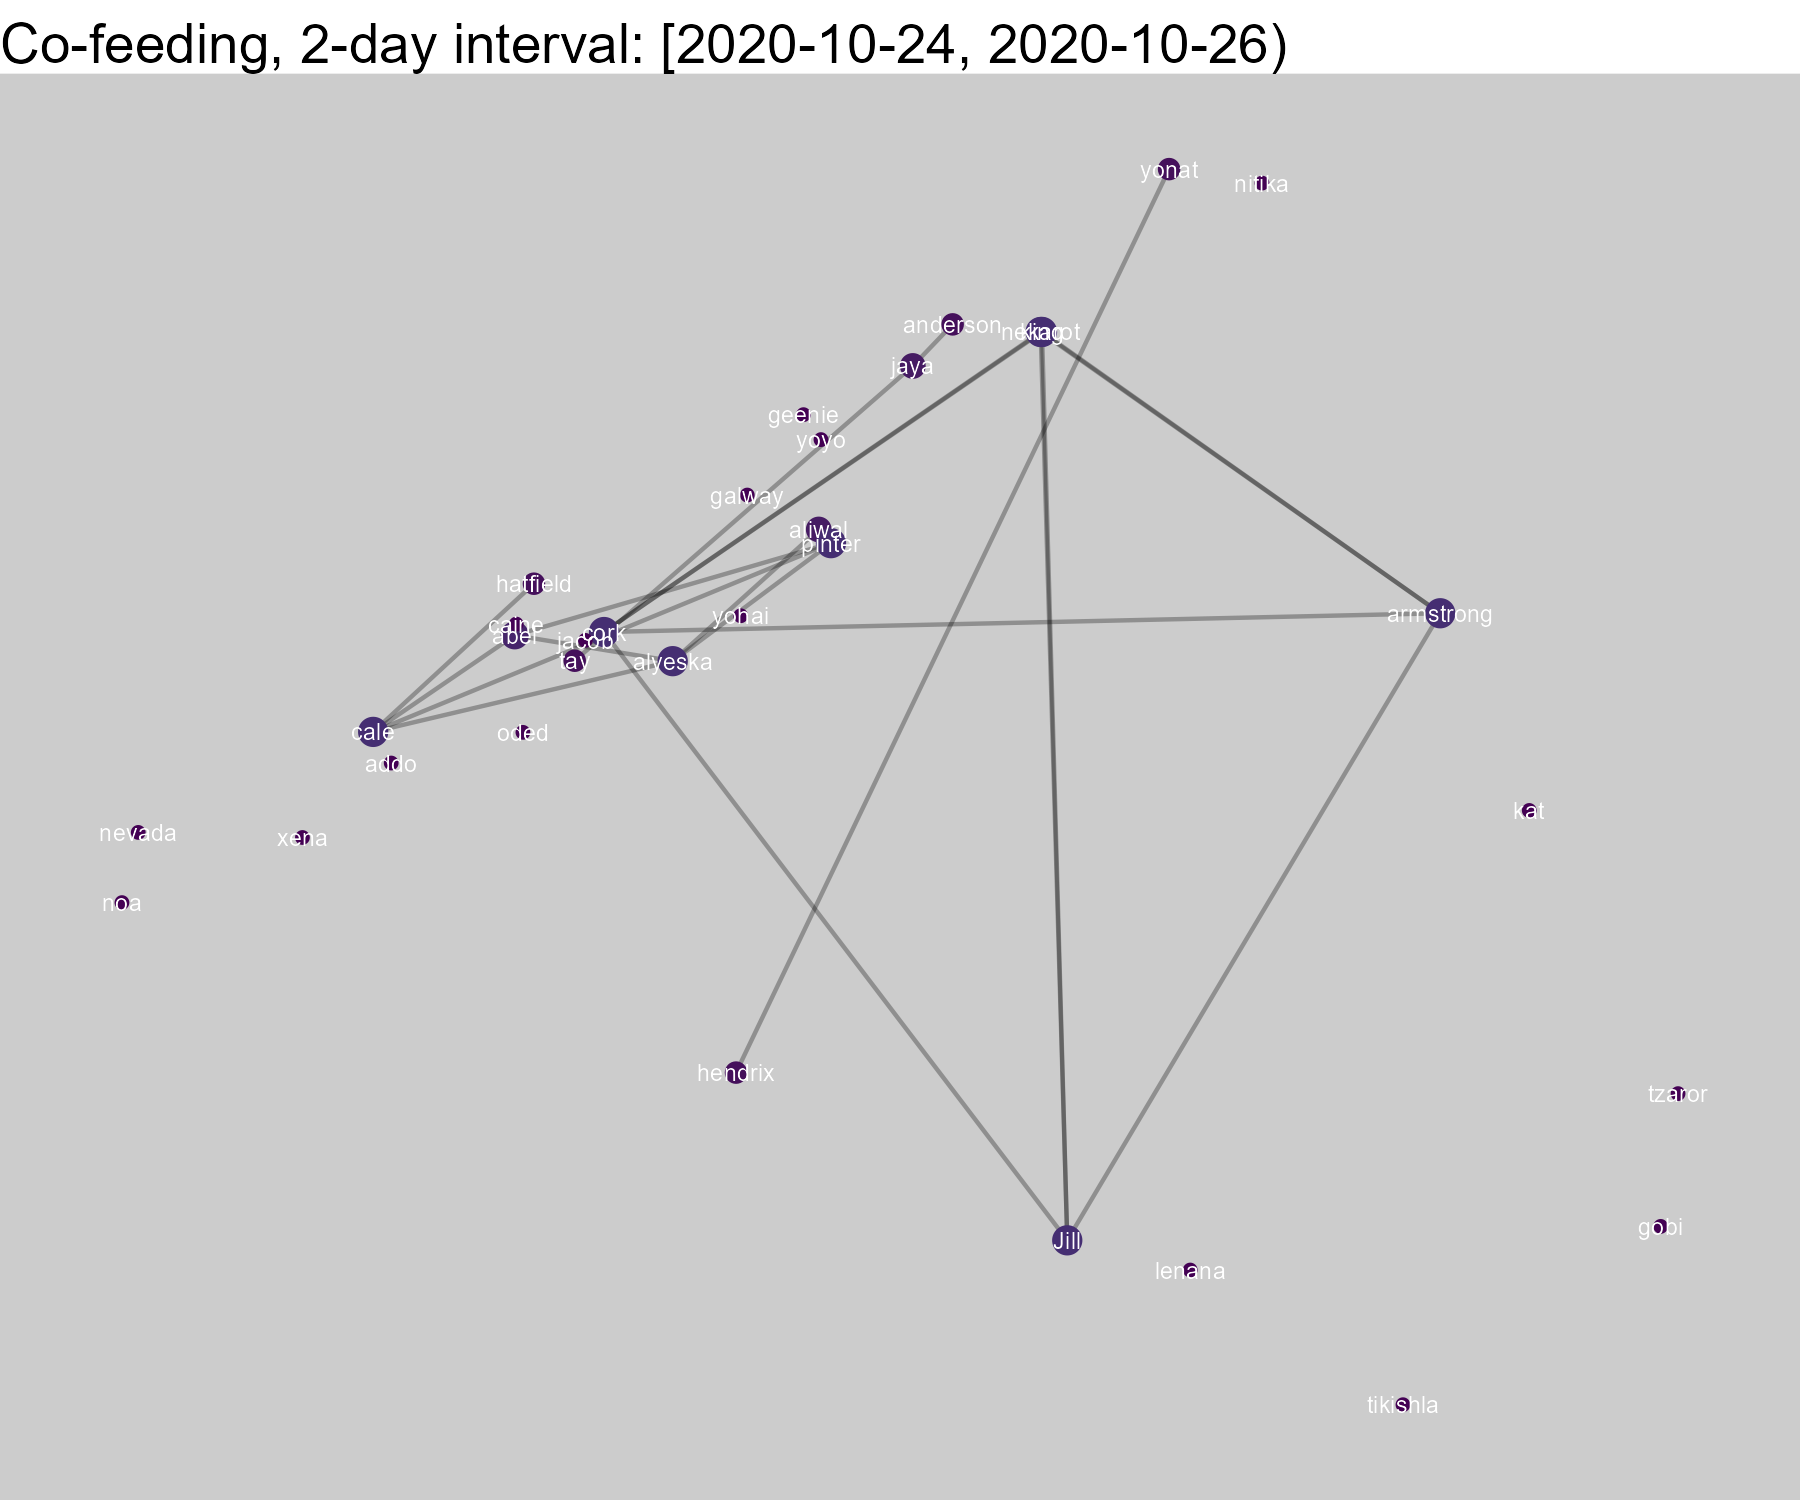 Co-feeding, 2-day interval: [2020-10-24, 2020-10-26)
yonat
nitika
anderson
king
jaya
geenie
yoyo
galway
aliwal
pinter
hatfield
caine
abel
jacob
cork
yohai
armstrong
tay
alyeska
cale
oded
addo
nevada
xena
kat
noa
hendrix
tzaror
gobi
Jill
lenana
tikishla